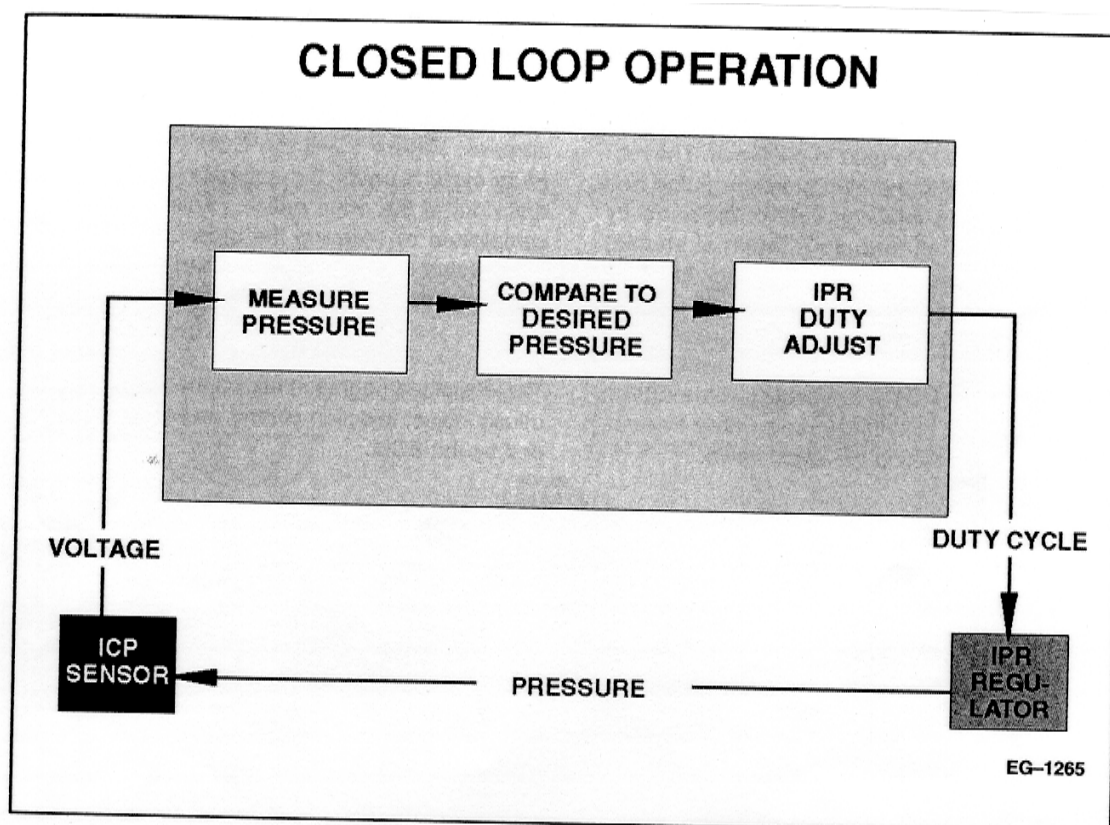 CLOSED LOOP OPERATION
MEASURE
PRESSURE
COMPARE TO
DESIRED
PRESSURE
IPR
DUTY
ADJUST
VOLTAGE
DUTY CYCLE
ICP
SENSOR
PRESSURE
IPR
REGU-
LATOR
EG–1265